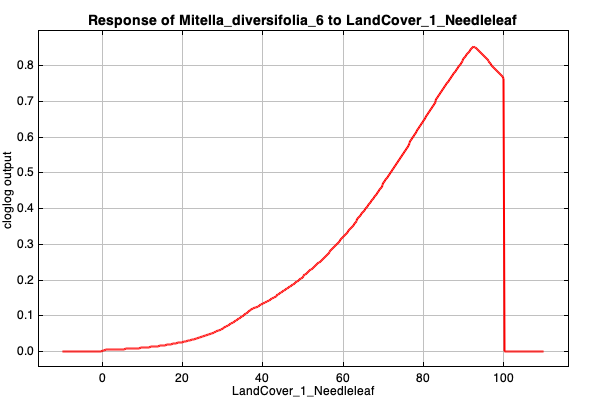 Response of Mitella_diversifolia_6 to LandCover_1_Needleleaf
cloglog output
0.8
0.7
0.6
0.5
0.4
0.3
0.2
0.1
0.0
0 20 40 60 80 100
LandCover_1_Needleleaf